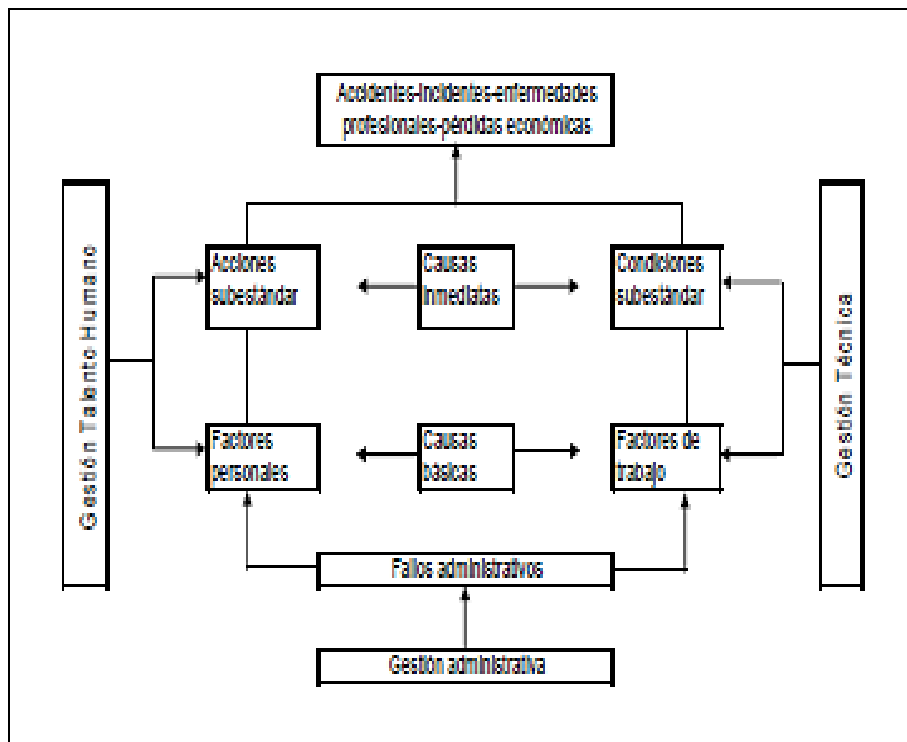 Accidentes-incidentes-enfermedades
profesionales-pérdidas económicas
Gestión Talento Humano
Acciones
subestándar
Causas
inmediatas
Condiciones
subestándar
Gestión Técnica
Factores
personales
Causas
básicas
Factores de
trabajo
Fallos administrativos
Gestión administrativa